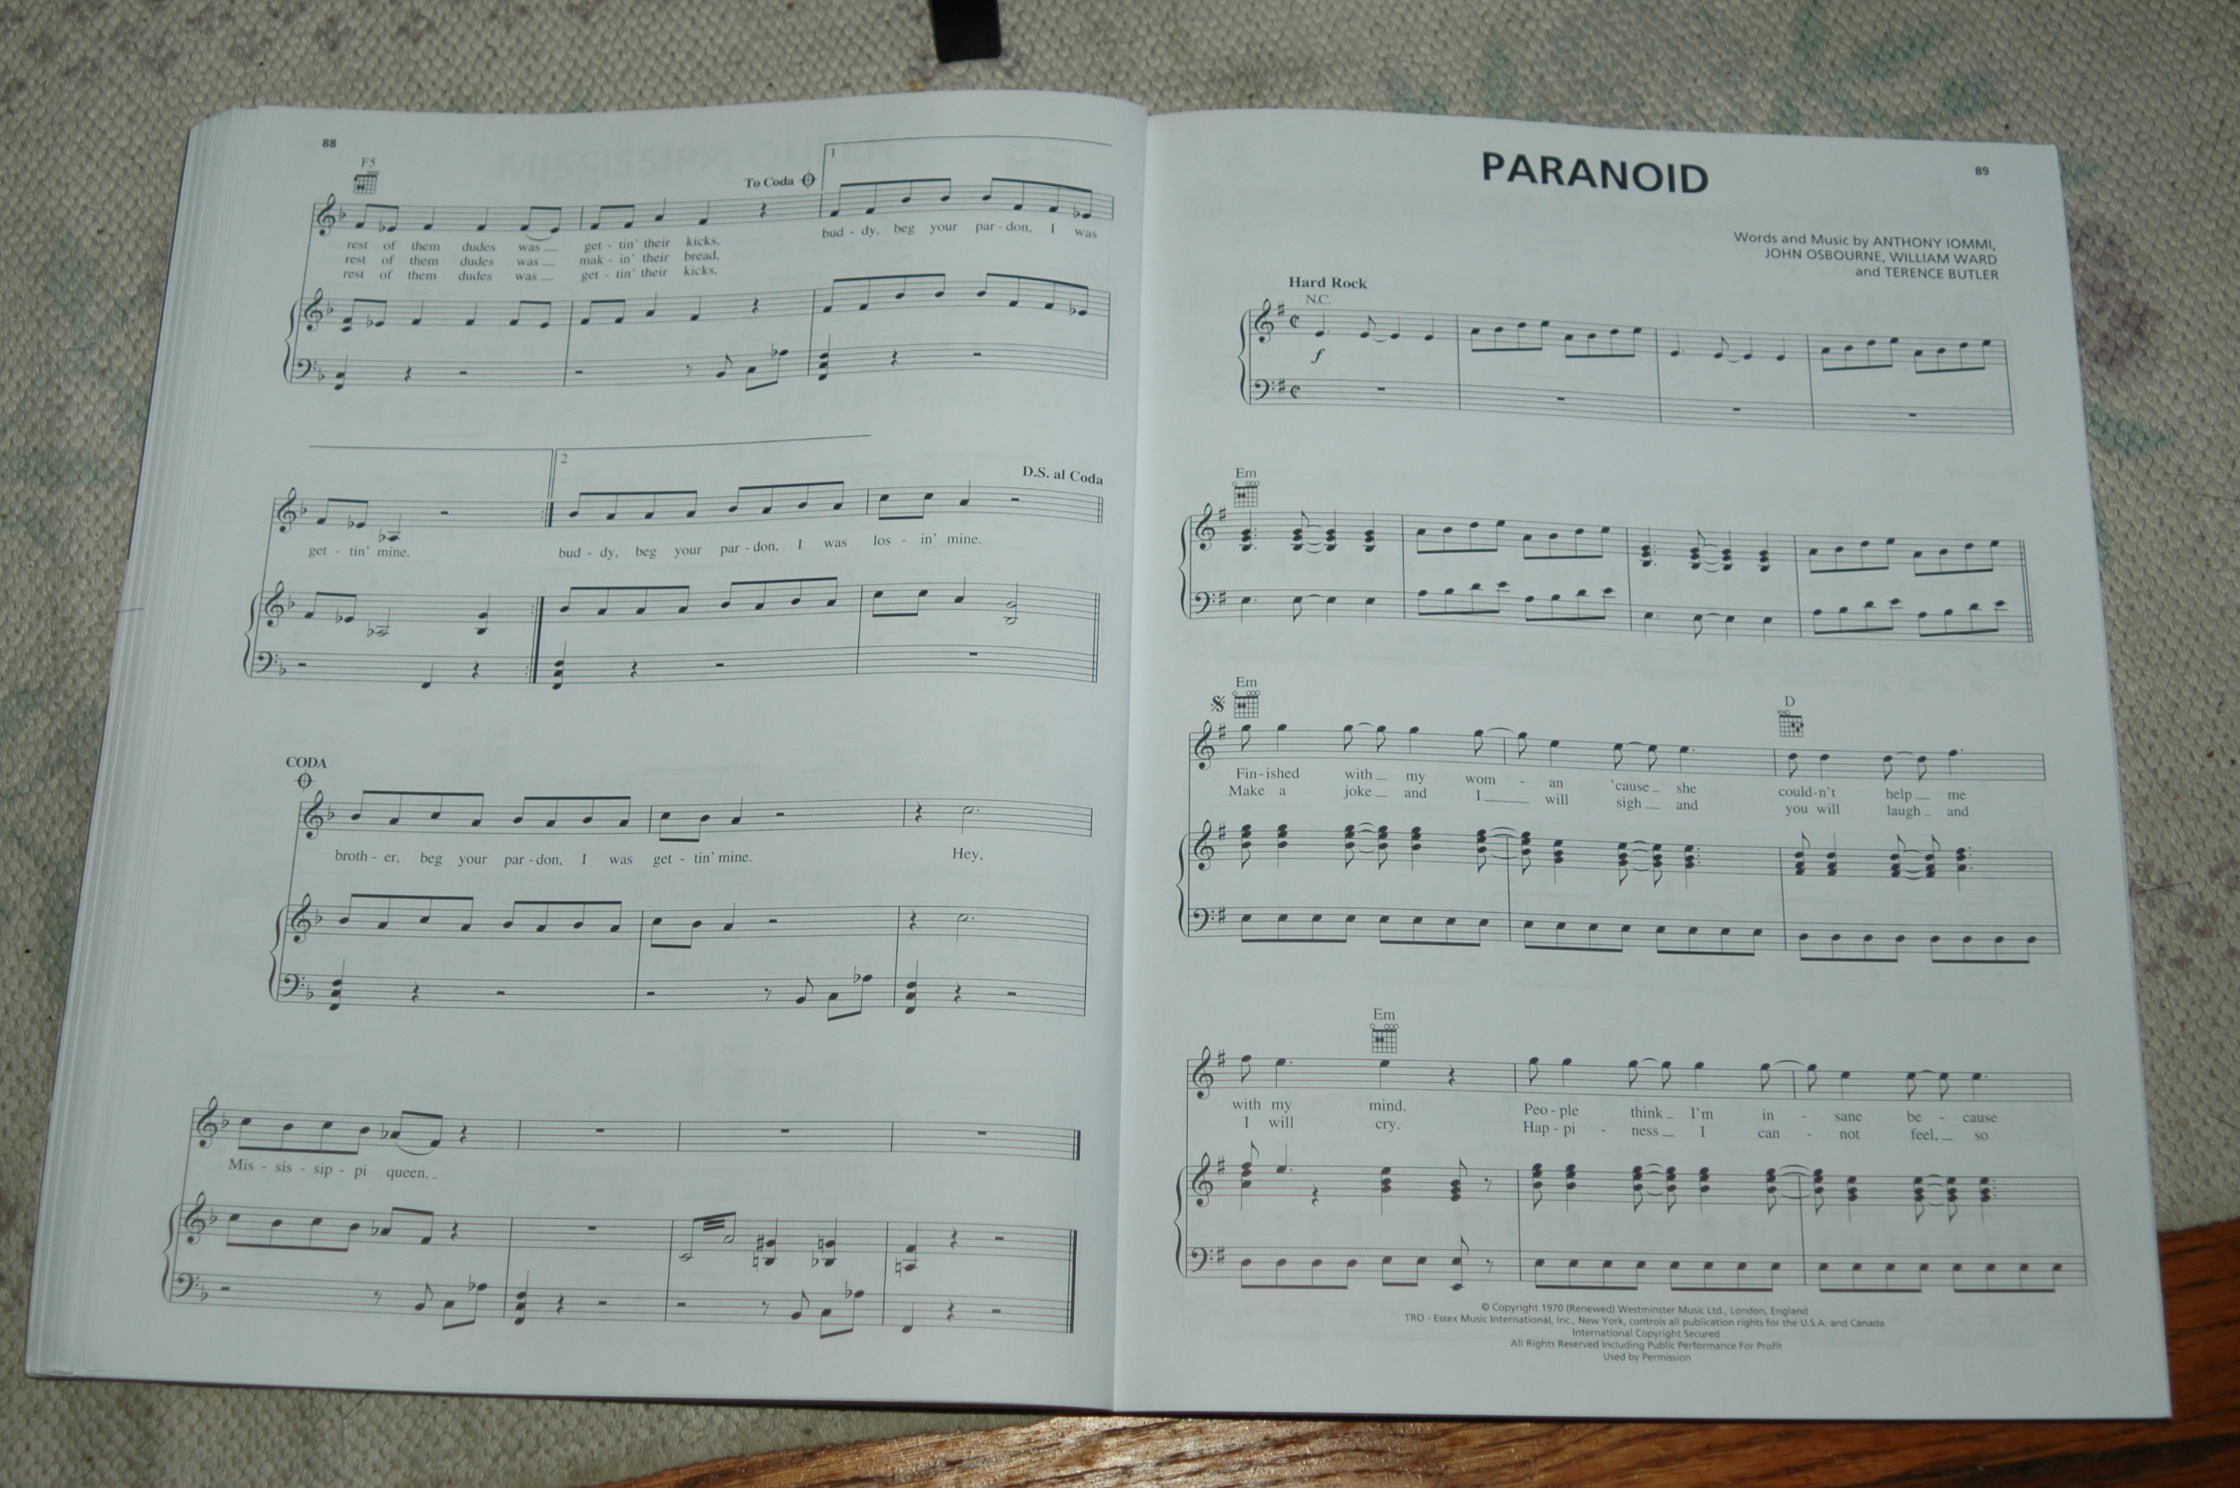 88
F5
To Coda
1
rest of them dudes was get - tin' their kicks, bud - dy, beg your par - don, I was
rest of them dudes was mak - in' their bread,
rest of them dudes was get - tin' their kicks,
2
D.S. al Coda
get - tin' mine. bud - dy, beg your par - don, I was los - in' mine.
CODA
broth - er, beg your par - don, I was get - tin' mine. Hey,
Mis - sis - sip - pi queen.
PARANOID
89
Words and Music by ANTHONY IOMMI,
JOHN OSBOURNE, WILLIAM WARD
and TERENCE BUTLER
Hard Rock
N.C.
f
Em
Em D
Fin - ished with my wom - an 'cause she could - n't help me
Make a joke and I will sigh and you will laugh and
Em
with my mind. Peo - ple think I'm in - sane be - cause
I will cry. Hap - pi - ness I can - not feel, so
© Copyright 1970 (Renewed) Westminster Music Ltd., London, England
TRO - Essex Music International, Inc., New York, controls all publication rights for the U.S.A. and Canada
International Copyright Secured
All Rights Reserved Including Public Performance For Profit
Used by Permission